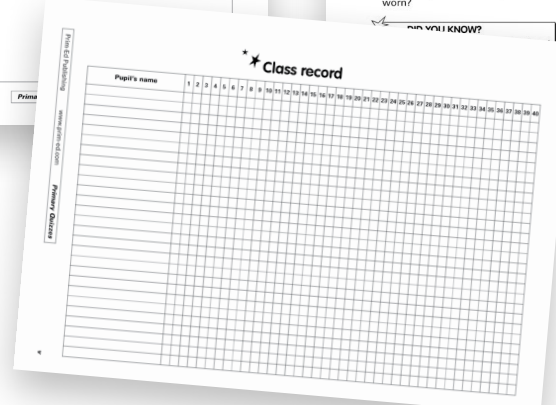 worn?
DID YOU KNOW?
Class record
Pupil's name 1 2 3 4 5 6 7 8 9 10 11 12 13 14 15 16 17 18 19 20 21 22 23 24 25 26 27 28 29 30 31 32 33 34 35 36 37 38 39 40
Prim-Ed Publishing www.prim-ed.com Primary Quizzes
Prima